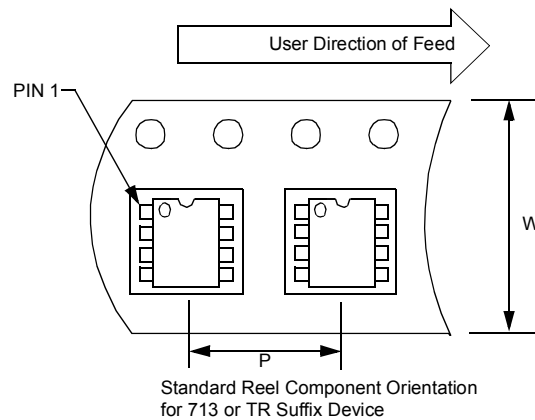 User Direction of Feed
PIN 1
W
P
Standard Reel Component Orientation
for 713 or TR Suffix Device